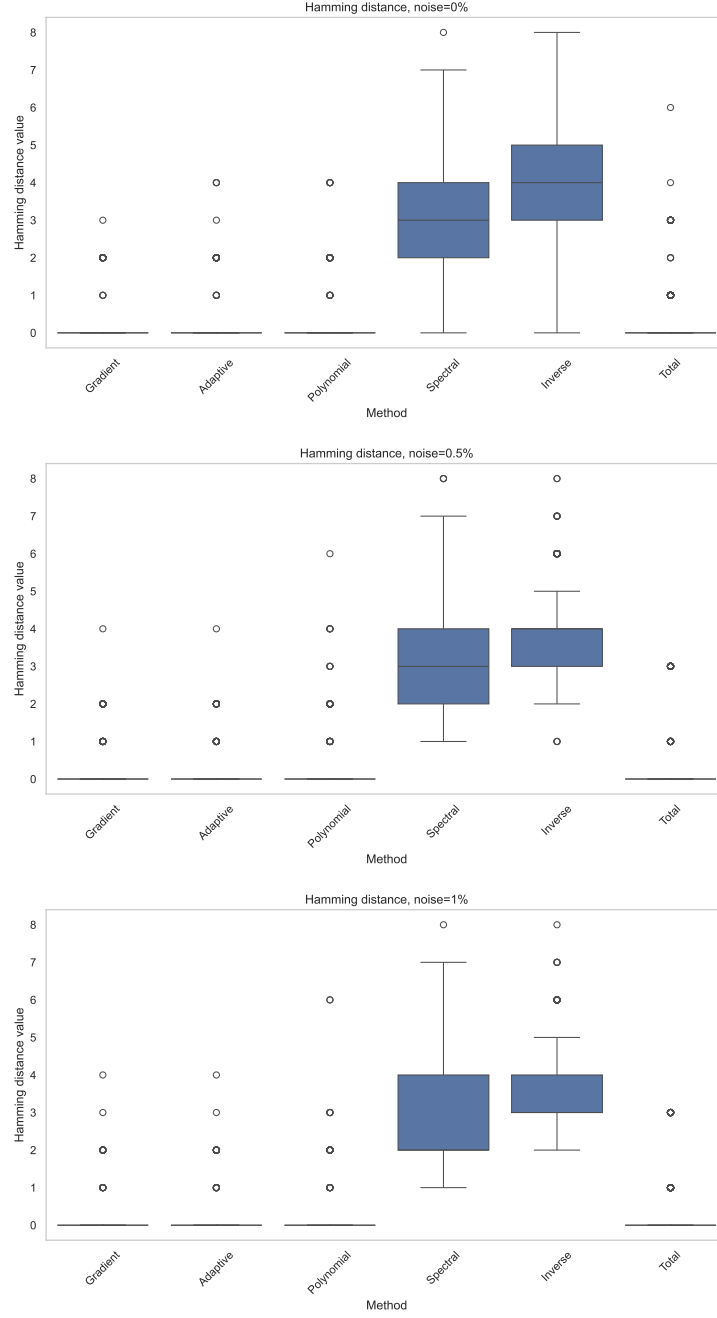 Hamming distance, noise=0%
Hamming distance value
8
7
6
5
4
3
2
1
0
Gradient
Adaptive
Polynomial
Spectral
Inverse
Total
Method
Hamming distance, noise=0.5%
Hamming distance value
8
7
6
5
4
3
2
1
0
Gradient
Adaptive
Polynomial
Spectral
Inverse
Total
Method
Hamming distance, noise=1%
Hamming distance value
8
7
6
5
4
3
2
1
0
Gradient
Adaptive
Polynomial
Spectral
Inverse
Total
Method